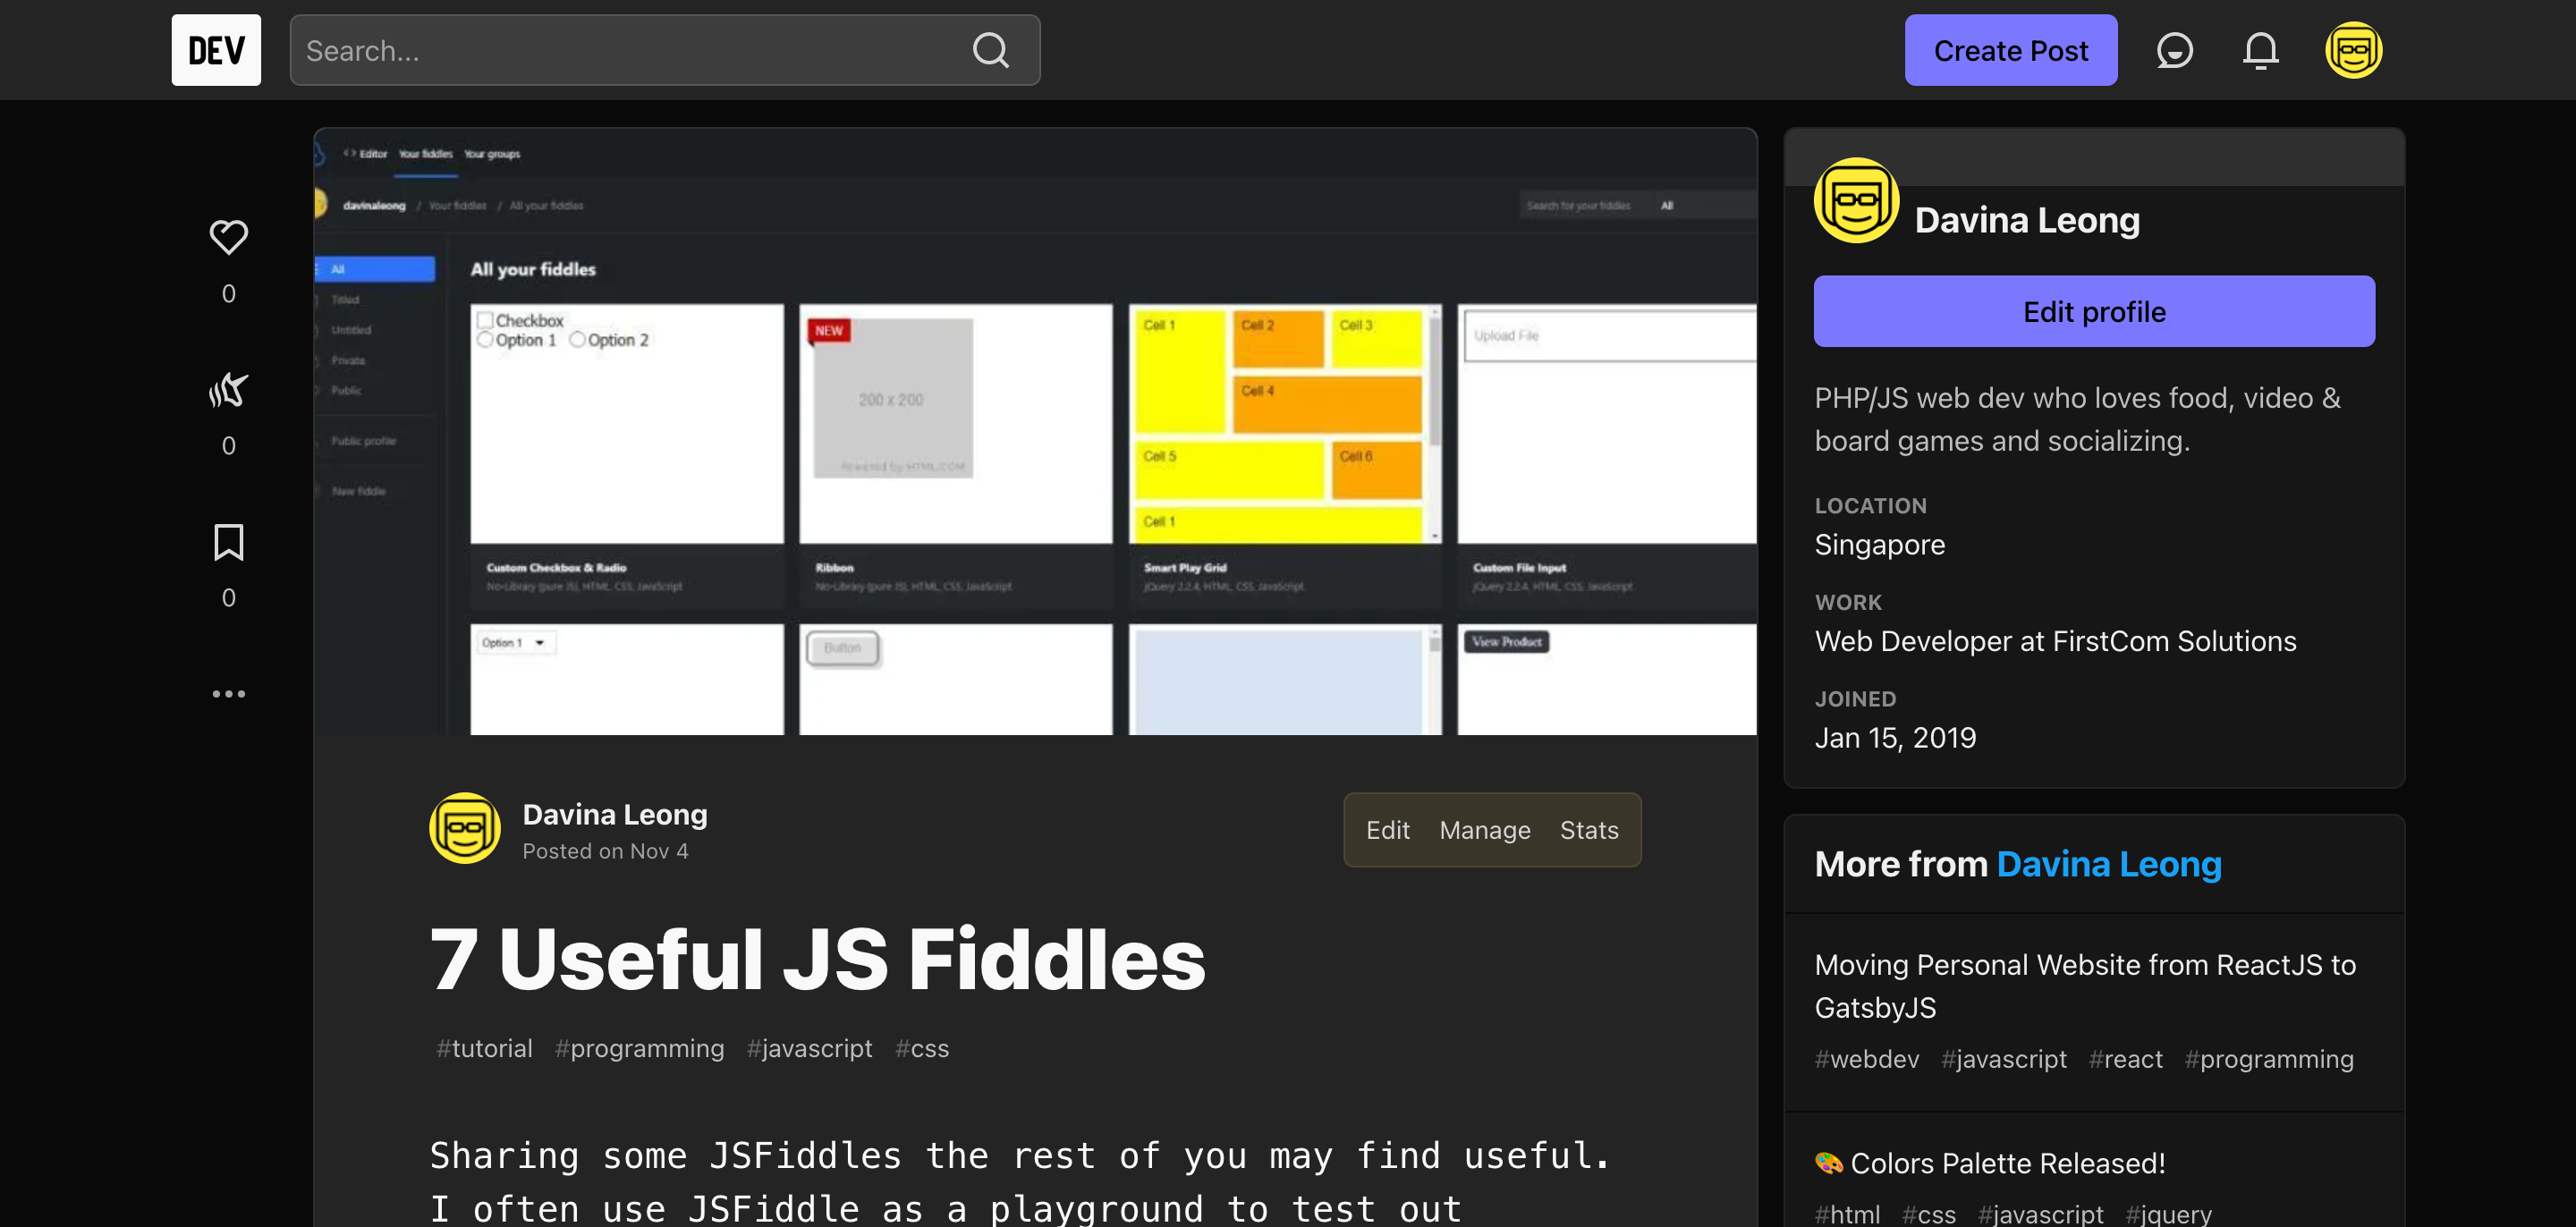 DEV
Search...
Create Post
Editor Your fiddles Your groups
davinaleong / Your fiddles / All your fiddles
Search for your fiddles All
All
Titled
Untitled
Private
Public
Public profile
New fiddle
All your fiddles
Checkbox
Option 1 Option 2
NEW
200 x 200
Powered by HTML.COM
Cell 1 Cell 2 Cell 3
Cell 4
Cell 5 Cell 6
Cell 1
Upload File
Custom Checkbox & Radio
No-Library (pure JS), HTML, CSS, JavaScript
Ribbon
No-Library (pure JS), HTML, CSS, JavaScript
Smart Play Grid
jQuery 2.2.4, HTML, CSS, JavaScript
Custom File Input
jQuery 2.2.4, HTML, CSS, JavaScript
Option 1
Button
View Product
0
0
0
Davina Leong
Posted on Nov 4
Edit Manage Stats
7 Useful JS Fiddles
#tutorial #programming #javascript #css
Sharing some JSFiddles the rest of you may find useful.
I often use JSFiddle as a playground to test out
Davina Leong
Edit profile
PHP/JS web dev who loves food, video &
board games and socializing.
LOCATION
Singapore
WORK
Web Developer at FirstCom Solutions
JOINED
Jan 15, 2019
More from Davina Leong
Moving Personal Website from ReactJS to
GatsbyJS
#webdev #javascript #react #programming
🎨 Colors Palette Released!
#html #css #javascript #jquery